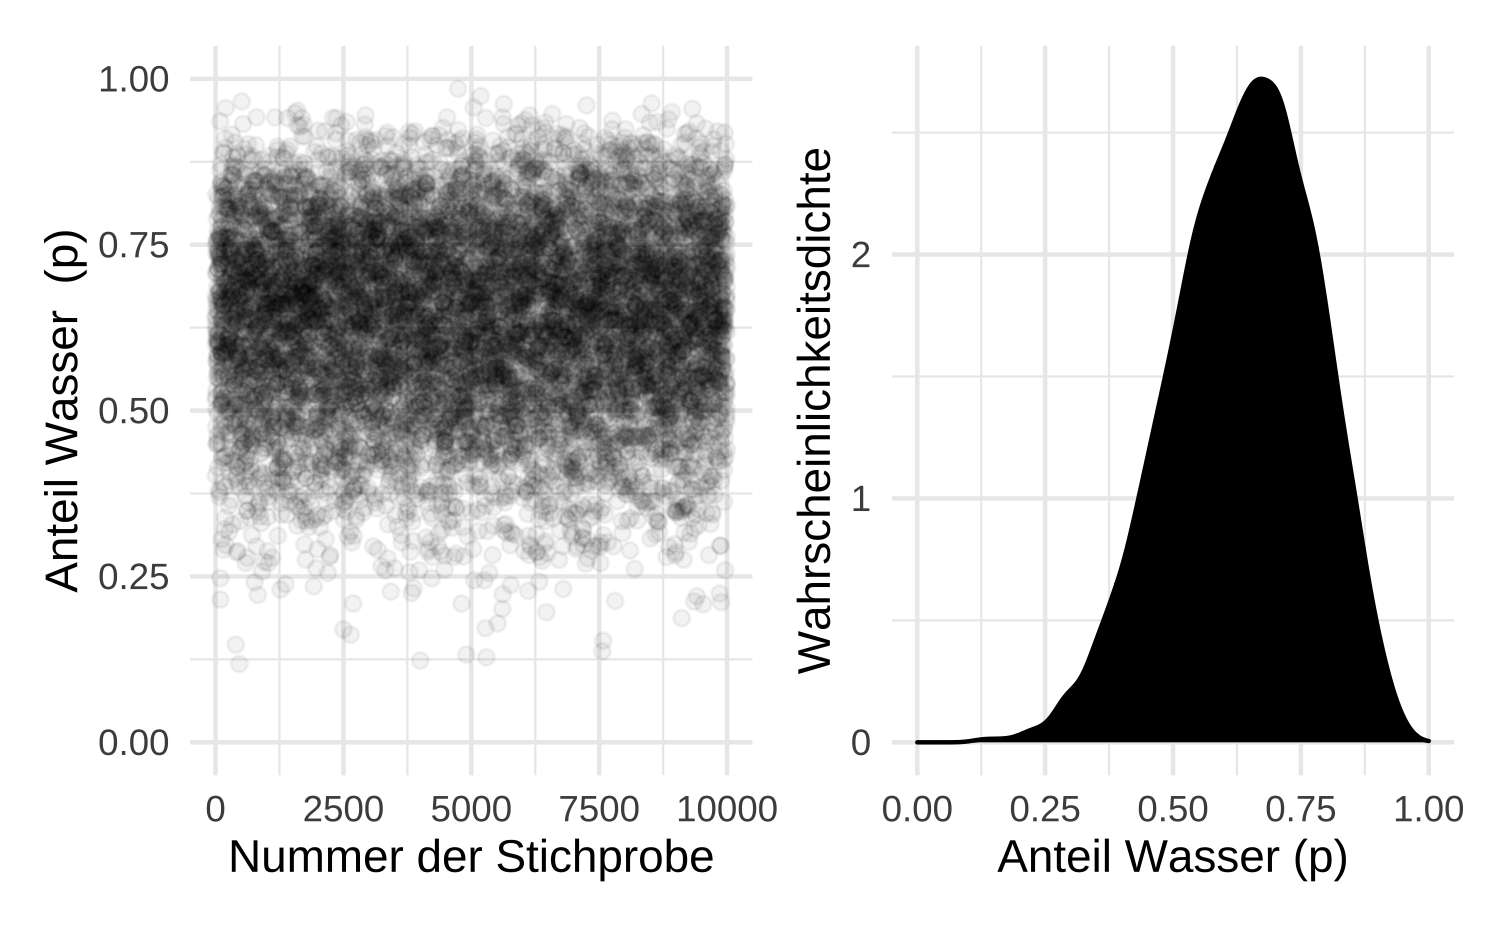 Anteil Wasser (p)
1.00
0.75
0.50
0.25
0.00
0 2500 5000 7500 10000
Nummer der Stichprobe
Wahrscheinlichkeitsdichte
2
1
0
0.00 0.25 0.50 0.75 1.00
Anteil Wasser (p)